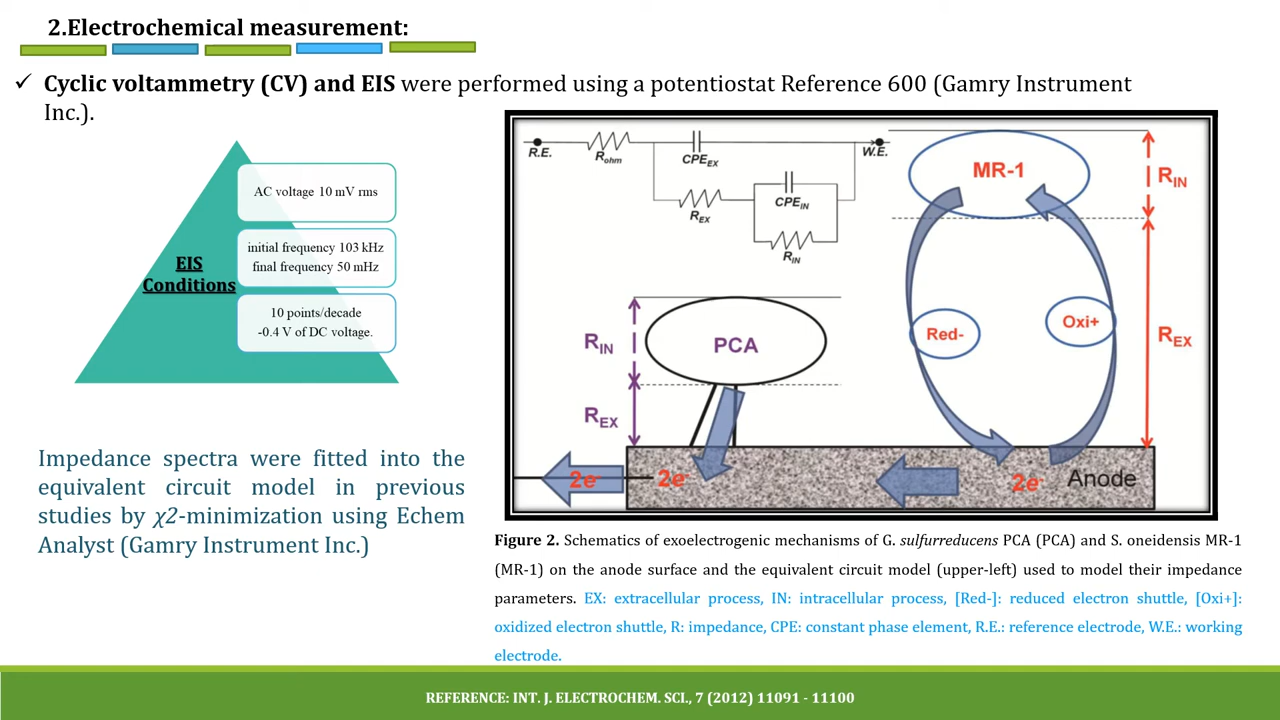 2.Electrochemical measurement:
✓ Cyclic voltammetry (CV) and EIS were performed using a potentiostat Reference 600 (Gamry Instrument
Inc.).
EIS
Conditions
AC voltage 10 mV rms
initial frequency 103 kHz
final frequency 50 mHz
10 points/decade
-0.4 V of DC voltage.
Impedance spectra were fitted into the
equivalent circuit model in previous
studies by χ2-minimization using Echem
Analyst (Gamry Instrument Inc.)
R.E.
Rohm
CPEEX
W.E.
REX
CPEIN
RIN
MR-1
RIN
REX
Red-
Oxi+
PCA
RIN
REX
2e-
2e-
2e-
Anode
Figure 2. Schematics of exoelectrogenic mechanisms of G. sulfurreducens PCA (PCA) and S. oneidensis MR-1
(MR-1) on the anode surface and the equivalent circuit model (upper-left) used to model their impedance
parameters. EX: extracellular process, IN: intracellular process, [Red-]: reduced electron shuttle, [Oxi+]:
oxidized electron shuttle, R: impedance, CPE: constant phase element, R.E.: reference electrode, W.E.: working
electrode.
REFERENCE: INT. J. ELECTROCHEM. SCI., 7 (2012) 11091 - 11100